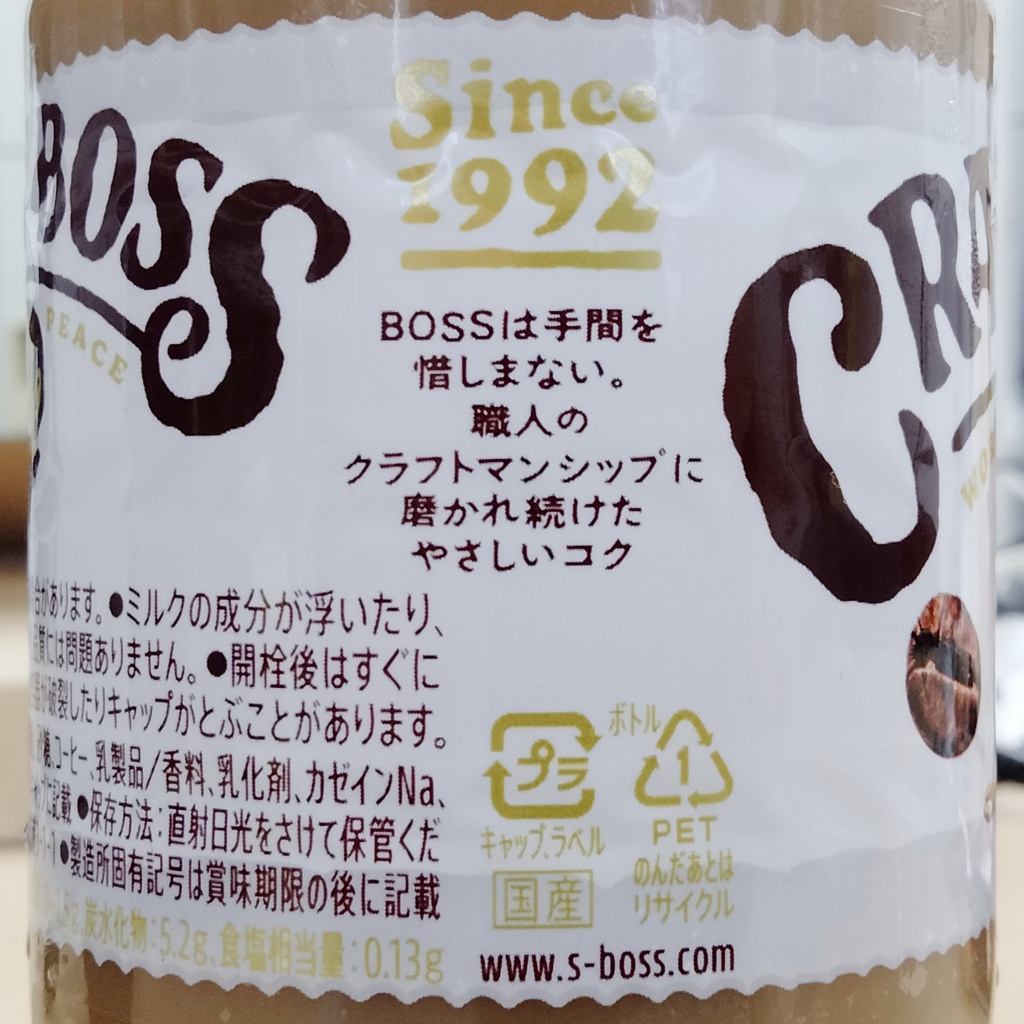 BOSS
PEACE
Since
1992
BOSSは手間を
惜しまない。
職人の
クラフトマンシップに
磨かれ続けた
やさしいコク
CRA
があります。●ミルクの成分が浮いたり、
には問題ありません。●開栓後はすぐに
破裂したりキャップがとぶことがあります。
糖、コーヒー、乳製品/香料、乳化剤、カゼインNa、
に記載 ●保存方法：直射日光をさけて保管くだ
●製造所固有記号は賞味期限の後に記載
炭水化物：5.2g、食塩相当量：0.13g
プラ
キャップ、ラベル
国産
ボトル
1
PET
のんだあとは
リサイクル
www.s-boss.com